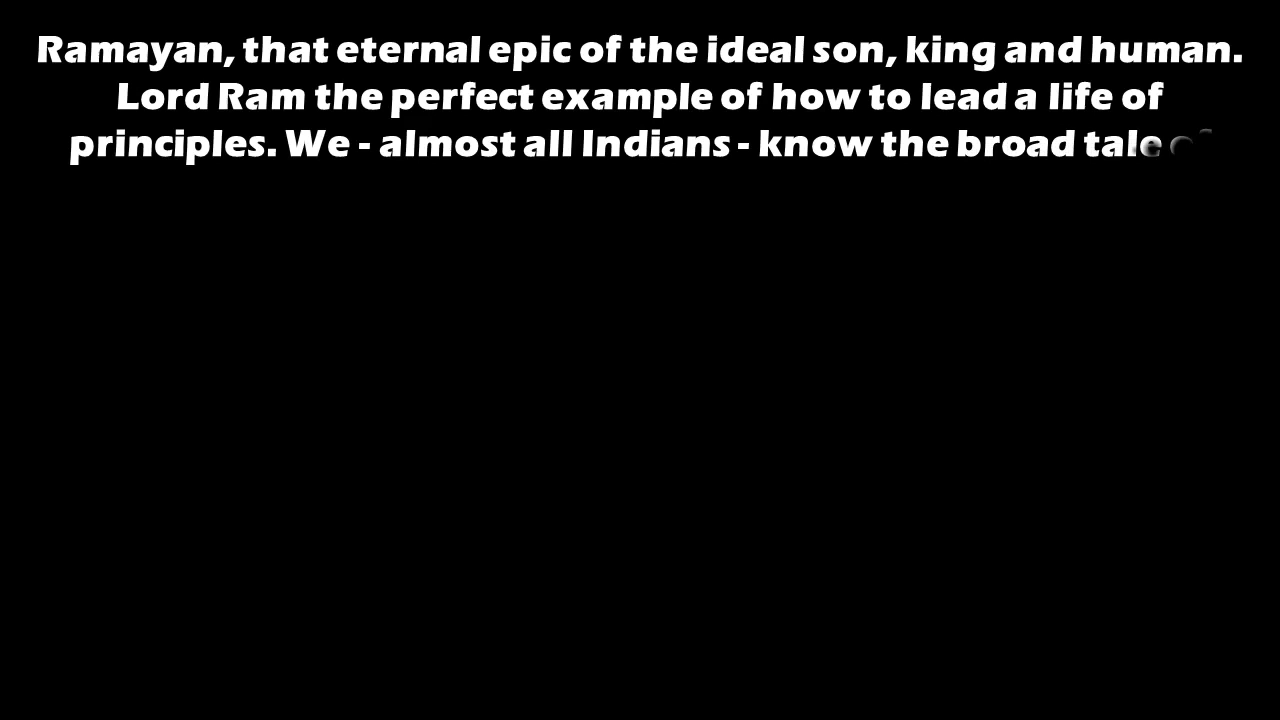 Ramayan, that eternal epic of the ideal son, king and human.
Lord Ram the perfect example of how to lead a life of
principles. We - almost all Indians - know the broad tale